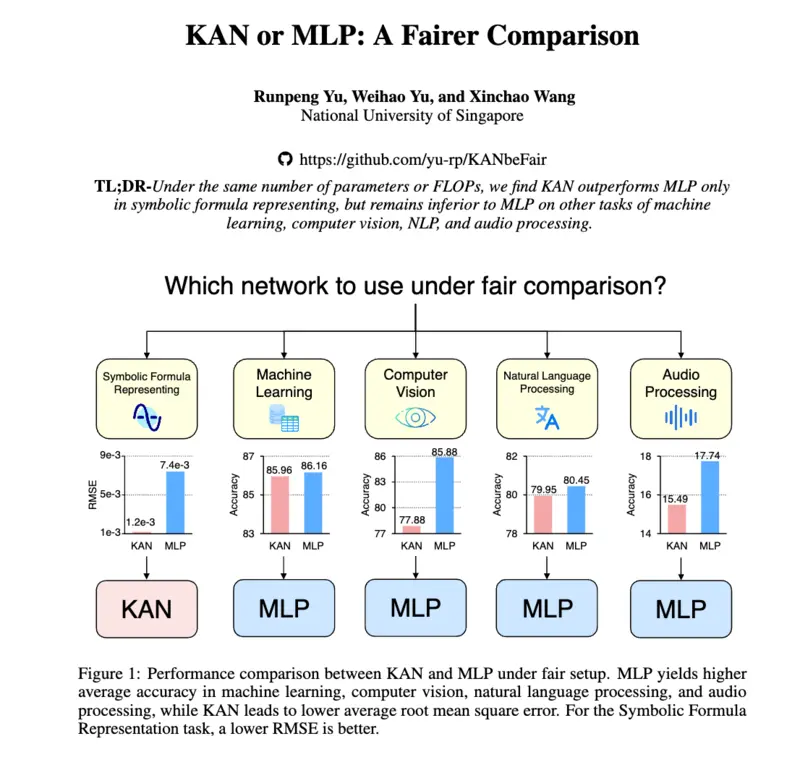 KAN or MLP: A Fairer Comparison
Runpeng Yu, Weihao Yu, and Xinchao Wang
National University of Singapore
https://github.com/yu-rp/KANbeFair
TL;DR-Under the same number of parameters or FLOPs, we find KAN outperforms MLP only
in symbolic formula representing, but remains inferior to MLP on other tasks of machine
learning, computer vision, NLP, and audio processing.
Which network to use under fair comparison?
Symbolic Formula
Representing
9e-3
5e-3
1e-3
RMSE
1.2e-3
7.4e-3
KAN MLP
KAN
Machine
Learning
87
85
83
Accuracy
85.96
86.16
KAN MLP
MLP
Computer
Vision
86
83
80
77
Accuracy
77.88
85.88
KAN MLP
MLP
Natural Language
Processing
82
80
78
Accuracy
79.95
80.45
KAN MLP
MLP
Audio
Processing
18
16
14
Accuracy
15.49
17.74
KAN MLP
MLP
Figure 1: Performance comparison between KAN and MLP under fair setup. MLP yields higher
average accuracy in machine learning, computer vision, natural language processing, and audio
processing, while KAN leads to lower average root mean square error. For the Symbolic Formula
Representation task, a lower RMSE is better.